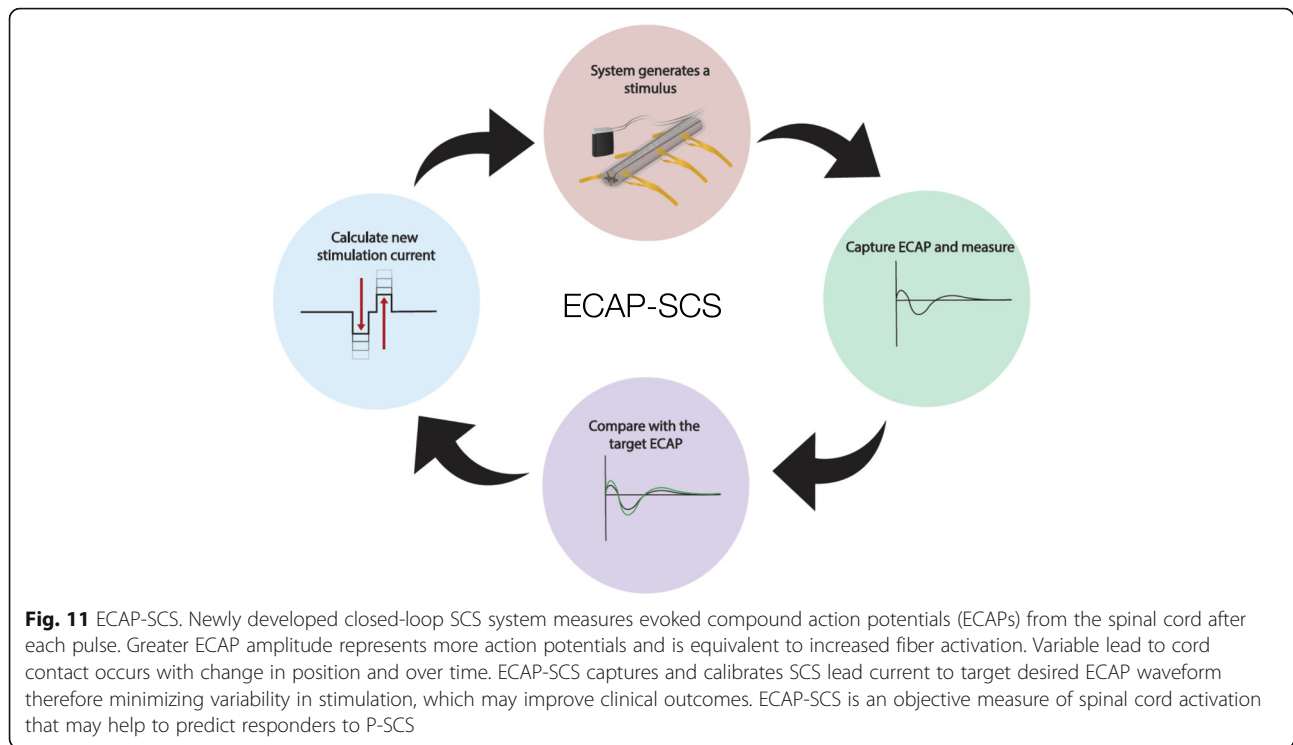 System generates a
stimulus
Capture ECAP and measure
Calculate new
stimulation current
ECAP-SCS
Compare with the
target ECAP
Fig. 11 ECAP-SCS. Newly developed closed-loop SCS system measures evoked compound action potentials (ECAPs) from the spinal cord after
each pulse. Greater ECAP amplitude represents more action potentials and is equivalent to increased fiber activation. Variable lead to cord
contact occurs with change in position and over time. ECAP-SCS captures and calibrates SCS lead current to target desired ECAP waveform
therefore minimizing variability in stimulation, which may improve clinical outcomes. ECAP-SCS is an objective measure of spinal cord activation
that may help to predict responders to P-SCS